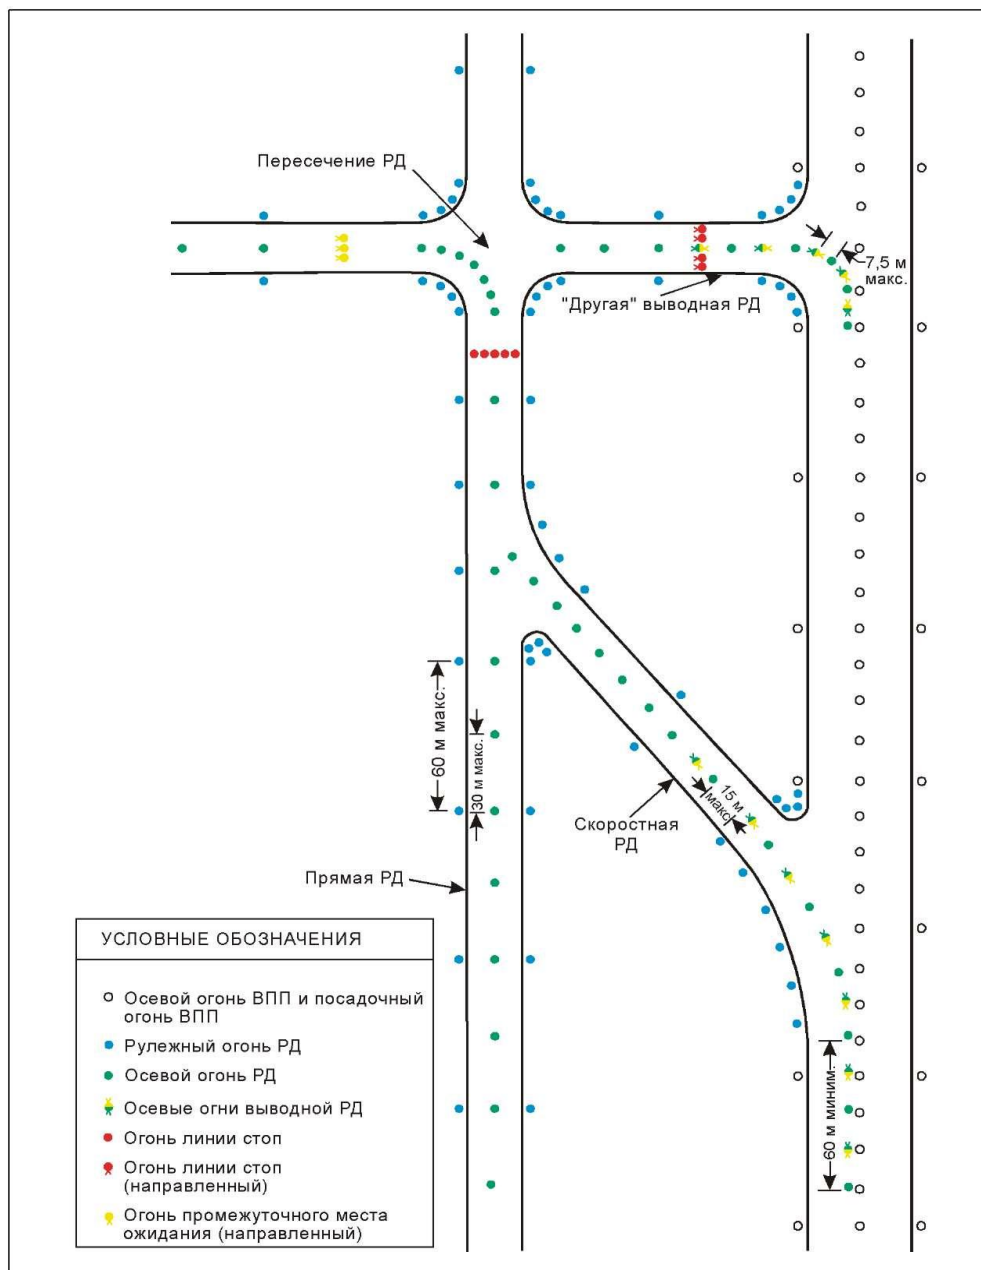 Пересечение РД
7,5 м
макс.
"Другая" выводная РД
60 м макс.
30 м макс.
15 м
макс
Скоростная
РД
Прямая РД
60 м миним.
УСЛОВНЫЕ ОБОЗНАЧЕНИЯ
Осевой огонь ВПП и посадочный
огонь ВПП
Рулежный огонь РД
Осевой огонь РД
Осевые огни выводной РД
Огонь линии стоп
Огонь линии стоп
(направленный)
Огонь промежуточного места
ожидания (направленный)